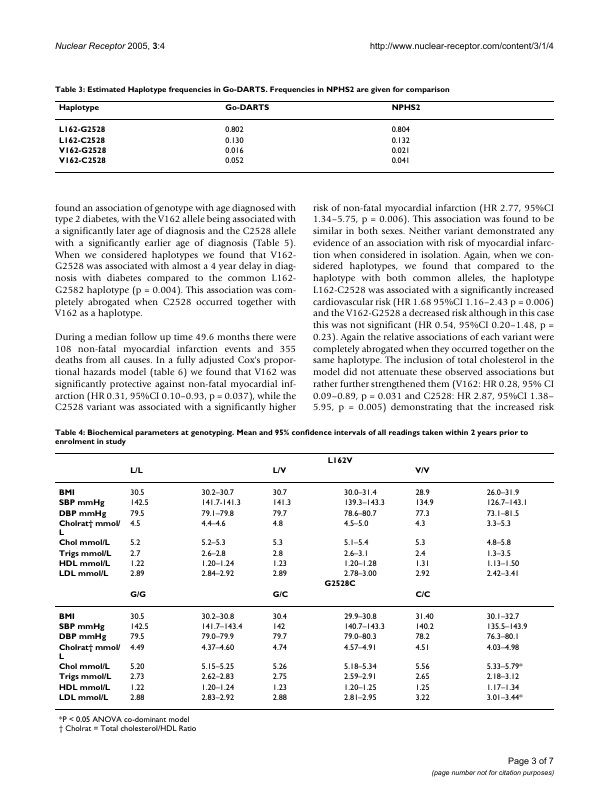 Nuclear Receptor 2005, 3:4 http://www.nuclear-receptor.com/content/3/1/4
Table 3: Estimated Haplotype frequencies in Go-DARTS. Frequencies in NPHS2 are given for comparison
Haplotype Go-DARTS NPHS2
L162-G2528 0.802 0.804
L162-C2528 0.130 0.132
V162-G2528 0.016 0.021
V162-C2528 0.052 0.041
found an association of genotype with age diagnosed with
type 2 diabetes, with the V162 allele being associated with
a significantly later age of diagnosis and the C2528 allele
with a significantly earlier age of diagnosis (Table 5).
When we considered haplotypes we found that V162-
G2528 was associated with almost a 4 year delay in diag-
nosis with diabetes compared to the common L162-
G2582 haplotype (p = 0.004). This association was com-
pletely abrogated when C2528 occurred together with
V162 as a haplotype.
During a median follow up time 49.6 months there were
108 non-fatal myocardial infarction events and 355
deaths from all causes. In a fully adjusted Cox's propor-
tional hazards model (table 6) we found that V162 was
significantly protective against non-fatal myocardial inf-
arction (HR 0.31, 95%CI 0.10–0.93, p = 0.037), while the
C2528 variant was associated with a significantly higher
risk of non-fatal myocardial infarction (HR 2.77, 95%CI
1.34–5.75, p = 0.006). This association was found to be
similar in both sexes. Neither variant demonstrated any
evidence of an association with risk of myocardial infarc-
tion when considered in isolation. Again, when we con-
sidered haplotypes, we found that compared to the
haplotype with both common alleles, the haplotype
L162-C2528 was associated with a significantly increased
cardiovascular risk (HR 1.68 95%CI 1.16–2.43 p = 0.006)
and the V162-G2528 a decreased risk although in this case
this was not significant (HR 0.54, 95%CI 0.20–1.48, p =
0.23). Again the relative associations of each variant were
completely abrogated when they occurred together on the
same haplotype. The inclusion of total cholesterol in the
model did not attenuate these observed associations but
rather further strengthened them (V162: HR 0.28, 95% CI
0.09–0.89, p = 0.031 and C2528: HR 2.87, 95%CI 1.38–
5.95, p = 0.005) demonstrating that the increased risk
Table 4: Biochemical parameters at genotyping. Mean and 95% confidence intervals of all readings taken within 2 years prior to
enrolment in study
L162V
L/L L/V V/V
BMI 30.5 30.2–30.7 30.7 30.0–31.4 28.9 26.0–31.9
SBP mmHg 142.5 141.7-141.3 141.3 139.3–143.3 134.9 126.7–143.1
DBP mmHg 79.5 79.1–79.8 79.7 78.6–80.7 77.3 73.1–81.5
Cholrat† mmol/ 4.5 4.4–4.6 4.8 4.5–5.0 4.3 3.3–5.3
L
Chol mmol/L 5.2 5.2–5.3 5.3 5.1–5.4 5.3 4.8–5.8
Trigs mmol/L 2.7 2.6–2.8 2.8 2.6–3.1 2.4 1.3–3.5
HDL mmol/L 1.22 1.20–1.24 1.23 1.20–1.28 1.31 1.13–1.50
LDL mmol/L 2.89 2.84–2.92 2.89 2.78–3.00 2.92 2.42–3.41
G2528C
G/G G/C C/C
BMI 30.5 30.2–30.8 30.4 29.9–30.8 31.40 30.1–32.7
SBP mmHg 142.5 141.7–143.4 142 140.7–143.3 140.2 135.5–143.9
DBP mmHg 79.5 79.0–79.9 79.7 79.0–80.3 78.2 76.3–80.1
Cholrat† mmol/ 4.49 4.37–4.60 4.74 4.57–4.91 4.51 4.03–4.98
L
Chol mmol/L 5.20 5.15–5.25 5.26 5.18–5.34 5.56 5.33–5.79*
Trigs mmol/L 2.73 2.62–2.83 2.75 2.59–2.91 2.65 2.18–3.12
HDL mmol/L 1.22 1.20–1.24 1.23 1.20–1.25 1.25 1.17–1.34
LDL mmol/L 2.88 2.83–2.92 2.88 2.81–2.95 3.22 3.01–3.44*
*P < 0.05 ANOVA co-dominant model
† Cholrat = Total cholesterol/HDL Ratio
Page 3 of 7
(page number not for citation purposes)